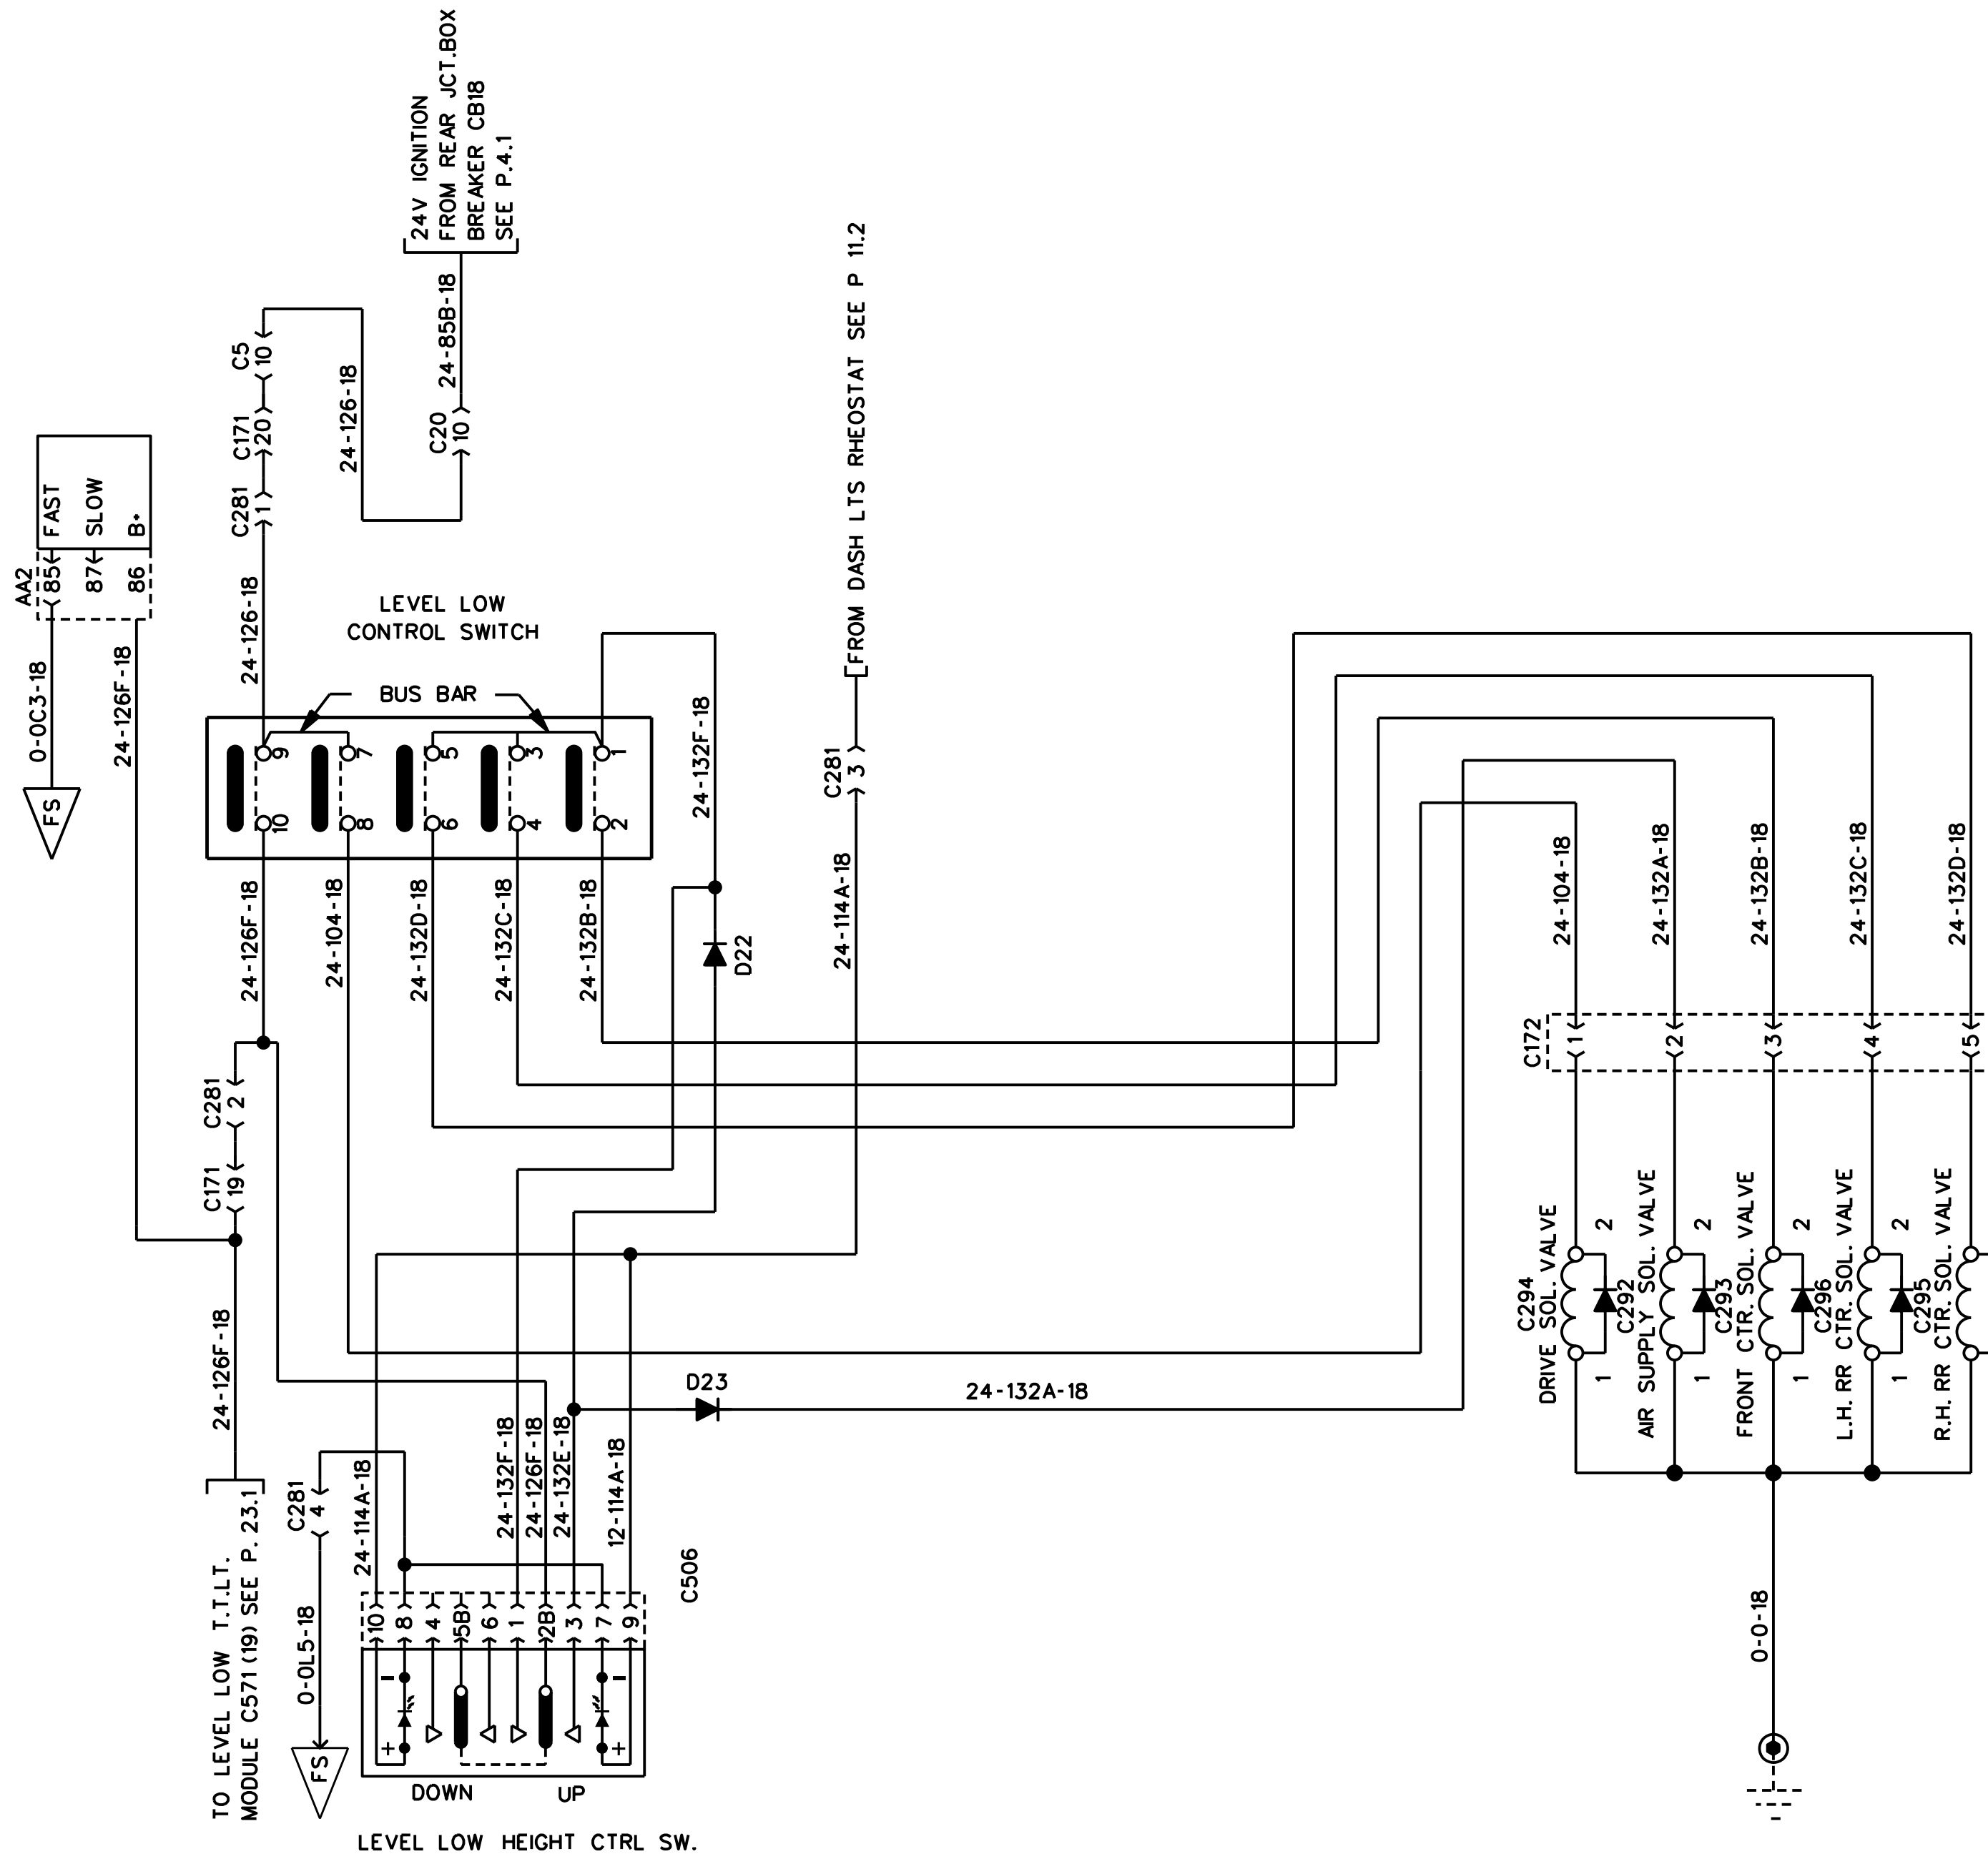 24V IGNITION
FROM REAR JCT.BOX
BREAKER CB18
SEE P.4.1
24-85B-18
C20
10
24-126-18
C5
10
C171
20
C281
1
24-126-18
FAST
SLOW
B+
AA2
85
87
86
0-0C3-18
24-126F-18
FS
FROM DASH LTS RHEOSTAT SEE P 11.2
C281
3
24-114A-18
LEVEL LOW
CONTROL SWITCH
BUS BAR
9
7
5
3
1
10
8
6
4
2
24-132F-18
24-126F-18
24-104-18
24-132D-18
24-132C-18
24-132B-18
D22
C281
2
C171
19
24-126F-18
TO LEVEL LOW T.T.LT.
MODULE C571(19) SEE P. 23.1
C281
4
0-0L5-18
FS
24-114A-18
24-132F-18
24-126F-18
24-132E-18
12-114A-18
D23
24-132A-18
C506
10
8
4
5B
6
1
2B
3
7
9
-
-
+
+
DOWN
UP
LEVEL LOW HEIGHT CTRL SW.
24-104-18
24-132A-18
24-132B-18
24-132C-18
24-132D-18
C172
1
2
3
4
5
C294
DRIVE SOL. VALVE
2
1
C292
AIR SUPPLY SOL. VALVE
2
1
C293
FRONT CTR. SOL. VALVE
2
1
C296
L.H. RR CTR. SOL. VALVE
2
1
C295
R.H. RR CTR. SOL. VALVE
0-0-18